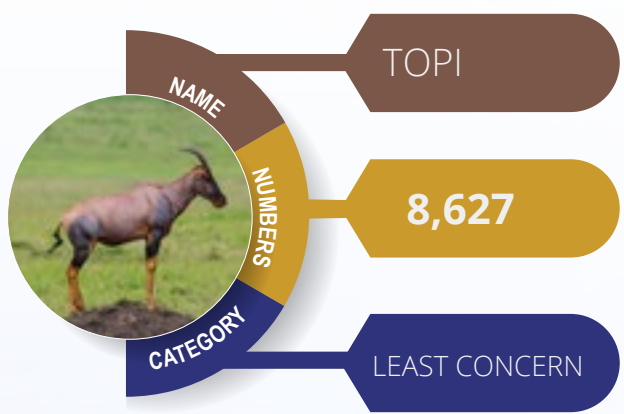 NAME
TOPI
NUMBERS
8,627
CATEGORY
LEAST CONCERN